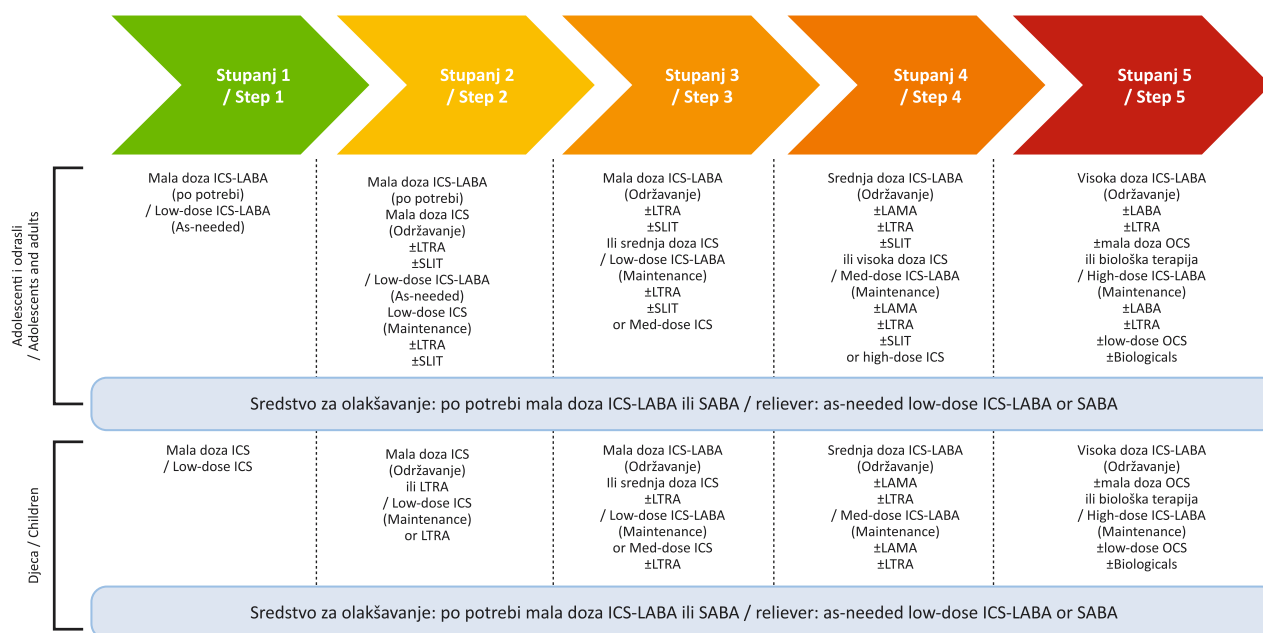 Stupanj 1
/ Step 1
Stupanj 2
/ Step 2
Stupanj 3
/ Step 3
Stupanj 4
/ Step 4
Stupanj 5
/ Step 5
Adolescenti i odrasli
/ Adolescents and adults
Mala doza ICS-LABA
(po potrebi)
/ Low-dose ICS-LABA
(As-needed)
Mala doza ICS-LABA
(po potrebi)
Mala doza ICS
(Održavanje)
±LTRA
±SLIT
/ Low-dose ICS-LABA
(As-needed)
Low-dose ICS
(Maintenance)
±LTRA
±SLIT
Mala doza ICS-LABA
(Održavanje)
±LTRA
±SLIT
Ili srednja doza ICS
/ Low-dose ICS-LABA
(Maintenance)
±LTRA
±SLIT
or Med-dose ICS
Srednja doza ICS-LABA
(Održavanje)
±LAMA
±LTRA
±SLIT
ili visoka doza ICS
/ Med-dose ICS-LABA
(Maintenance)
±LAMA
±LTRA
±SLIT
or high-dose ICS
Visoka doza ICS-LABA
(Održavanje)
±LABA
±LTRA
±mala doza OCS
ili biološka terapija
/ High-dose ICS-LABA
(Maintenance)
±LABA
±LTRA
±low-dose OCS
±Biologicals
Sredstvo za olakšavanje: po potrebi mala doza ICS-LABA ili SABA / reliever: as-needed low-dose ICS-LABA or SABA
Djeca / Children
Mala doza ICS
/ Low-dose ICS
Mala doza ICS
(Održavanje)
ili LTRA
/ Low-dose ICS
(Maintenance)
or LTRA
Mala doza ICS-LABA
(Održavanje)
Ili srednja doza ICS
±LTRA
/ Low-dose ICS-LABA
(Maintenance)
or Med-dose ICS
±LTRA
Srednja doza ICS-LABA
(Održavanje)
±LAMA
±LTRA
/ Med-dose ICS-LABA
(Maintenance)
±LAMA
±LTRA
Visoka doza ICS-LABA
(Održavanje)
±mala doza OCS
ili biološka terapija
/ High-dose ICS-LABA
(Maintenance)
±low-dose OCS
±Biologicals
Sredstvo za olakšavanje: po potrebi mala doza ICS-LABA ili SABA / reliever: as-needed low-dose ICS-LABA or SABA